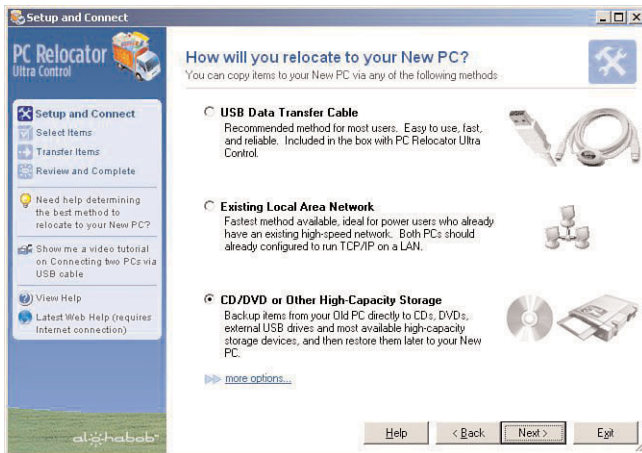 Setup and Connect
PC Relocator
Ultra Control
Setup and Connect
Select Items
Transfer Items
Review and Complete
Need help determining
the best method to
relocate to your New PC?
Show me a video tutorial
on Connecting two PCs via
USB cable
View Help
Latest Web Help (requires
Internet connection)
alohabob
How will you relocate to your New PC?
You can copy items to your New PC via any of the following methods
USB Data Transfer Cable
Recommended method for most users. Easy to use, fast,
and reliable. Included in the box with PC Relocator Ultra
Control.
Existing Local Area Network
Fastest method available, ideal for power users who already
have an existing high-speed network. Both PCs should
already configured to run TCP/IP on a LAN.
CD/DVD or Other High-Capacity Storage
Backup items from your Old PC directly to CDs, DVDs,
external USB drives and most available high-capacity
storage devices, and then restore them later to your New
PC.
more options...
Help
< Back
Next >
Exit